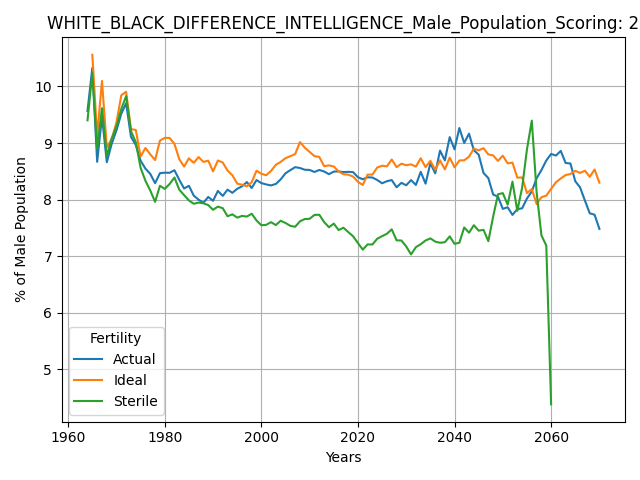 WHITE_BLACK_DIFFERENCE_INTELLIGENCE_Male_Population_Scoring: 2
% of Male Population
10
9
8
7
6
5
Fertility
Actual
Ideal
Sterile
1960 1980 2000 2020 2040 2060
Years